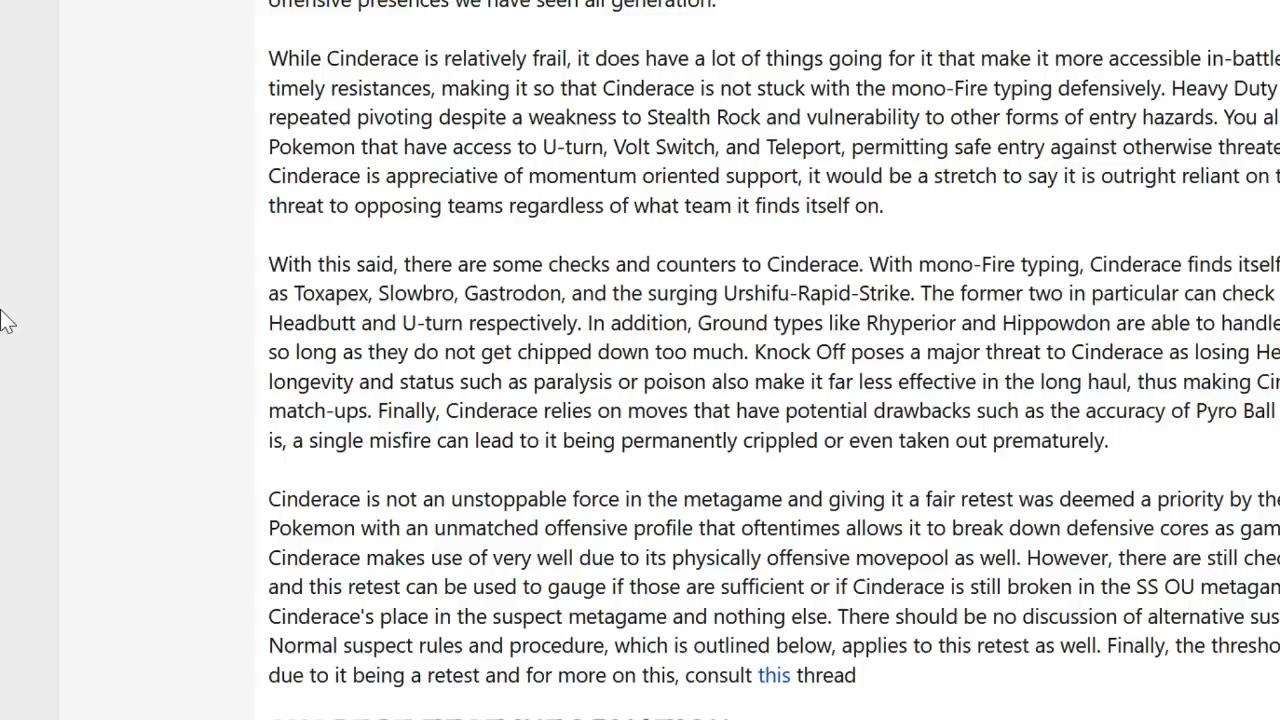 offensive presences we have seen all generation.
While Cinderace is relatively frail, it does have a lot of things going for it that make it more accessible in-battle
timely resistances, making it so that Cinderace is not stuck with the mono-Fire typing defensively. Heavy Duty
repeated pivoting despite a weakness to Stealth Rock and vulnerability to other forms of entry hazards. You al
Pokemon that have access to U-turn, Volt Switch, and Teleport, permitting safe entry against otherwise threate
Cinderace is appreciative of momentum oriented support, it would be a stretch to say it is outright reliant on t
threat to opposing teams regardless of what team it finds itself on.
With this said, there are some checks and counters to Cinderace. With mono-Fire typing, Cinderace finds itself
as Toxapex, Slowbro, Gastrodon, and the surging Urshifu-Rapid-Strike. The former two in particular can check
Headbutt and U-turn respectively. In addition, Ground types like Rhyperior and Hippowdon are able to handle
so long as they do not get chipped down too much. Knock Off poses a major threat to Cinderace as losing He
longevity and status such as paralysis or poison also make it far less effective in the long haul, thus making Cin
match-ups. Finally, Cinderace relies on moves that have potential drawbacks such as the accuracy of Pyro Ball
is, a single misfire can lead to it being permanently crippled or even taken out prematurely.
Cinderace is not an unstoppable force in the metagame and giving it a fair retest was deemed a priority by the
Pokemon with an unmatched offensive profile that oftentimes allows it to break down defensive cores as gam
Cinderace makes use of very well due to its physically offensive movepool as well. However, there are still chec
and this retest can be used to gauge if those are sufficient or if Cinderace is still broken in the SS OU metagam
Cinderace's place in the suspect metagame and nothing else. There should be no discussion of alternative sus
Normal suspect rules and procedure, which is outlined below, applies to this retest as well. Finally, the thresho
due to it being a retest and for more on this, consult this thread